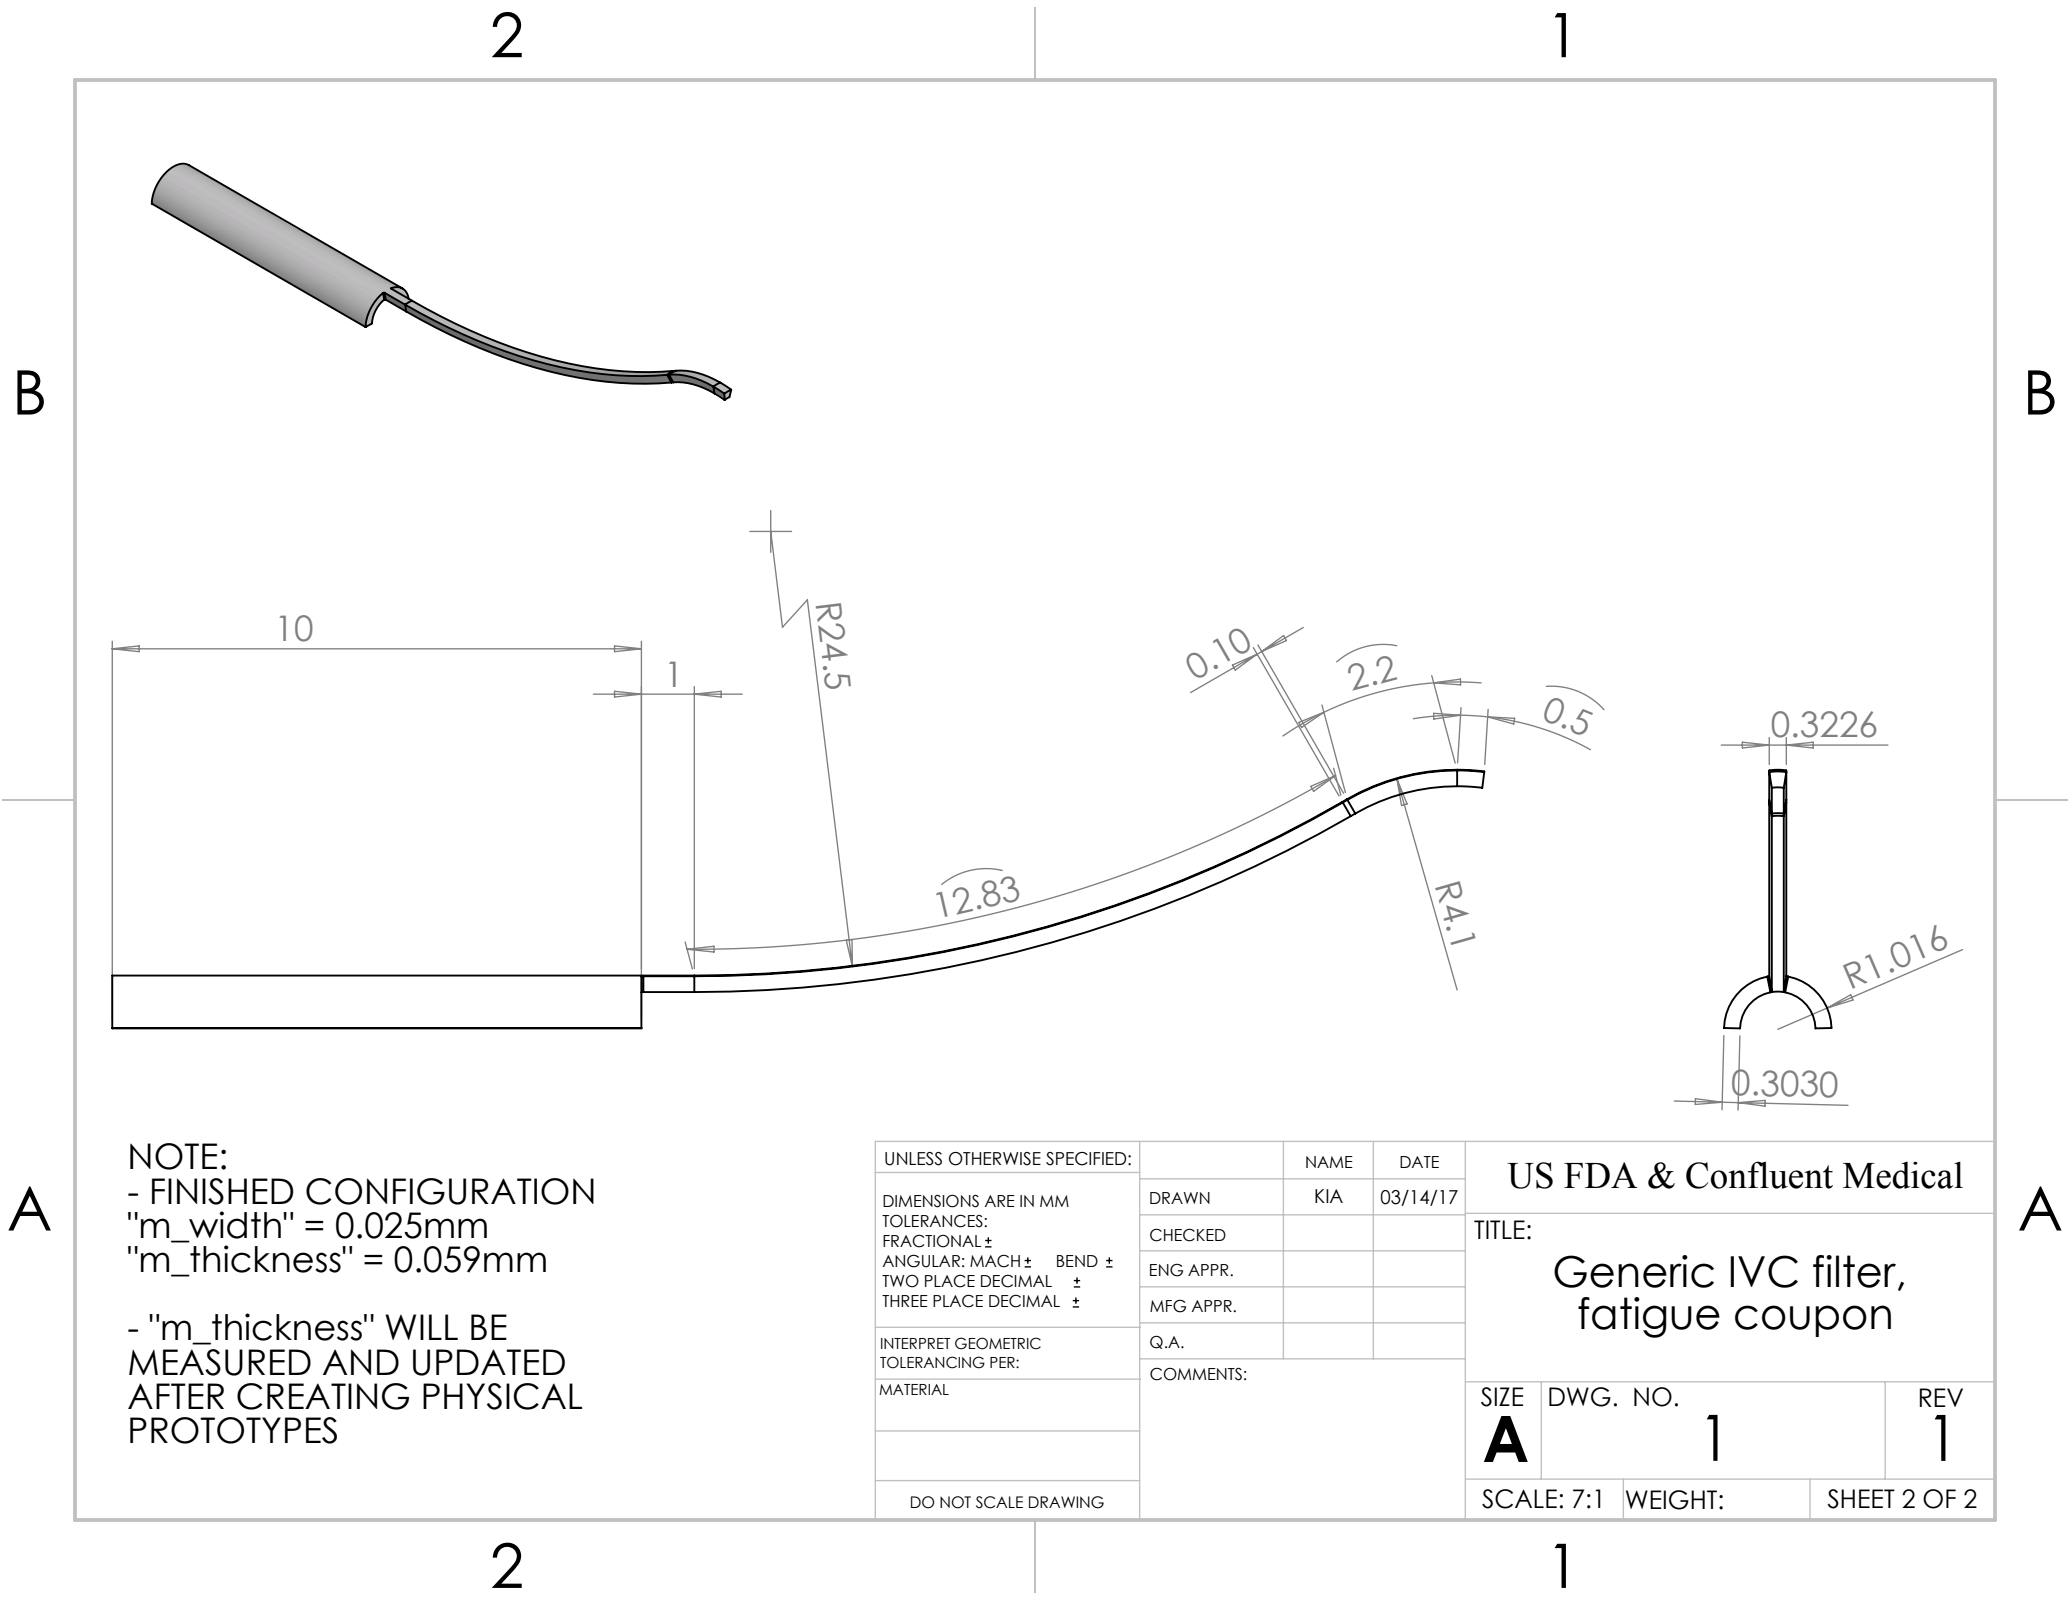 2
1
B
B
10
1
R24.5
0.10
2.2
0.5
12.83
R4.1
0.3226
R1.016
0.3030
A
A
NOTE:
- FINISHED CONFIGURATION
"m_width" = 0.025mm
"m_thickness" = 0.059mm
- "m_thickness" WILL BE
MEASURED AND UPDATED
AFTER CREATING PHYSICAL
PROTOTYPES
UNLESS OTHERWISE SPECIFIED:
DIMENSIONS ARE IN MM
TOLERANCES:
FRACTIONAL ±
ANGULAR: MACH ± BEND ±
TWO PLACE DECIMAL ±
THREE PLACE DECIMAL ±
INTERPRET GEOMETRIC
TOLERANCING PER:
MATERIAL
DO NOT SCALE DRAWING
NAME DATE
DRAWN KIA 03/14/17
CHECKED
ENG APPR.
MFG APPR.
Q.A.
COMMENTS:
US FDA & Confluent Medical
TITLE:
Generic IVC filter,
fatigue coupon
SIZE DWG. NO. REV
A 1 1
SCALE: 7:1 WEIGHT: SHEET 2 OF 2
2
1